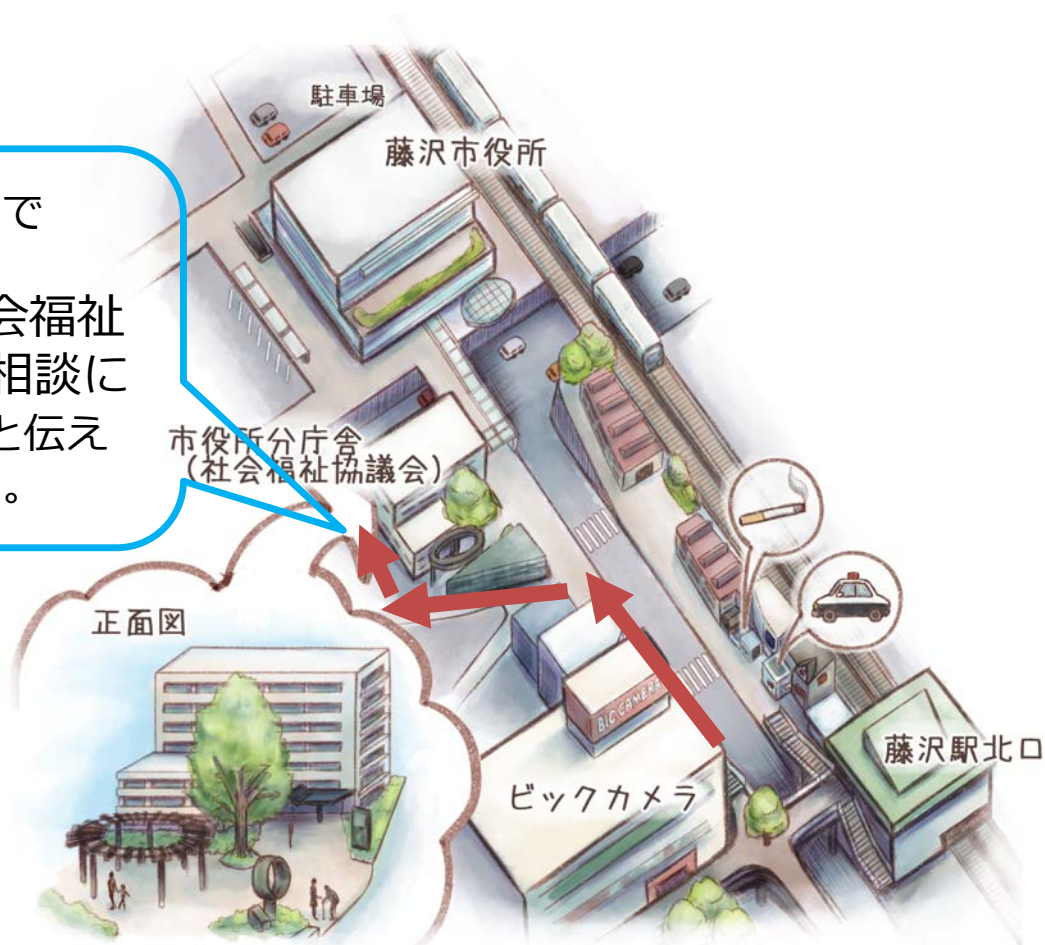 駐車場
藤沢市役所
で
会福祉
相談に
と伝え
。
市役所分庁舎
(社会福祉協議会)
正面図
BIC CAMERA
ビックカメラ
藤沢駅北口